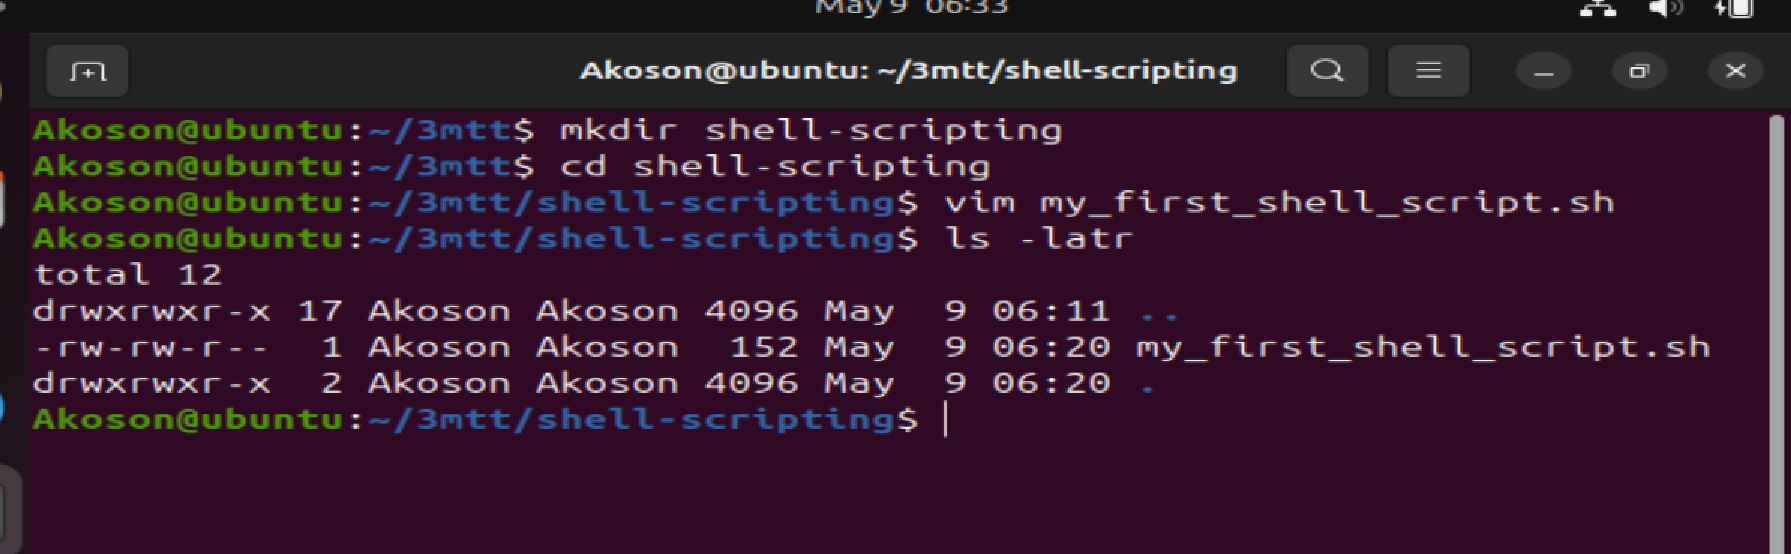 May 9 06:33
Akoson@ubuntu: ~/3mtt/shell-scripting
Akoson@ubuntu:~/3mtt$ mkdir shell-scripting
Akoson@ubuntu:~/3mtt$ cd shell-scripting
Akoson@ubuntu:~/3mtt/shell-scripting$ vim my_first_shell_script.sh
Akoson@ubuntu:~/3mtt/shell-scripting$ ls -latr
total 12
drwxrwxr-x 17 Akoson Akoson 4096 May  9 06:11 ..
-rw-rw-r--  1 Akoson Akoson  152 May  9 06:20 my_first_shell_script.sh
drwxrwxr-x  2 Akoson Akoson 4096 May  9 06:20 .
Akoson@ubuntu:~/3mtt/shell-scripting$